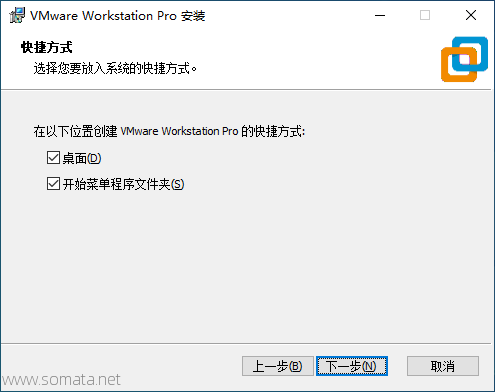 VMware Workstation Pro 安装
快捷方式
选择您要放入系统的快捷方式。
在以下位置创建 VMware Workstation Pro 的快捷方式:
桌面(D)
开始菜单程序文件夹(S)
上一步(B) 下一步(N) 取消
www.somata.net